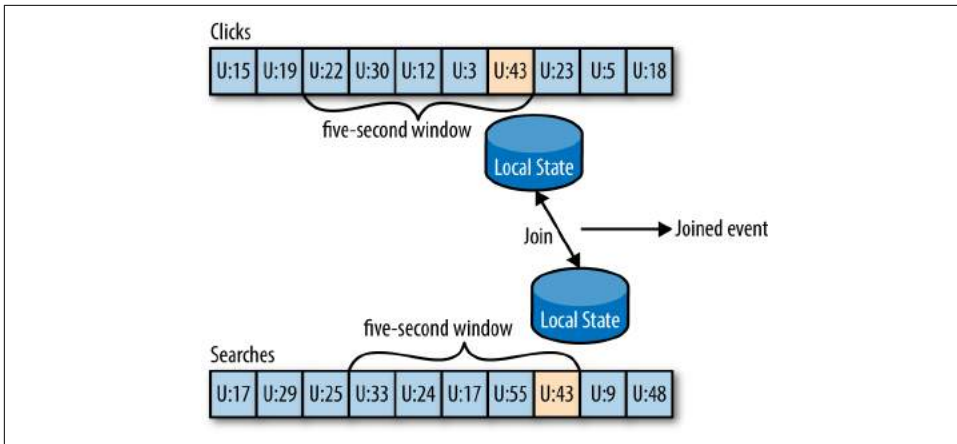 Clicks
U:15 U:19 U:22 U:30 U:12 U:3 U:43 U:23 U:5 U:18
five-second window
Local State
Join
Joined event
Local State
five-second window
Searches
U:17 U:29 U:25 U:33 U:24 U:17 U:55 U:43 U:9 U:48